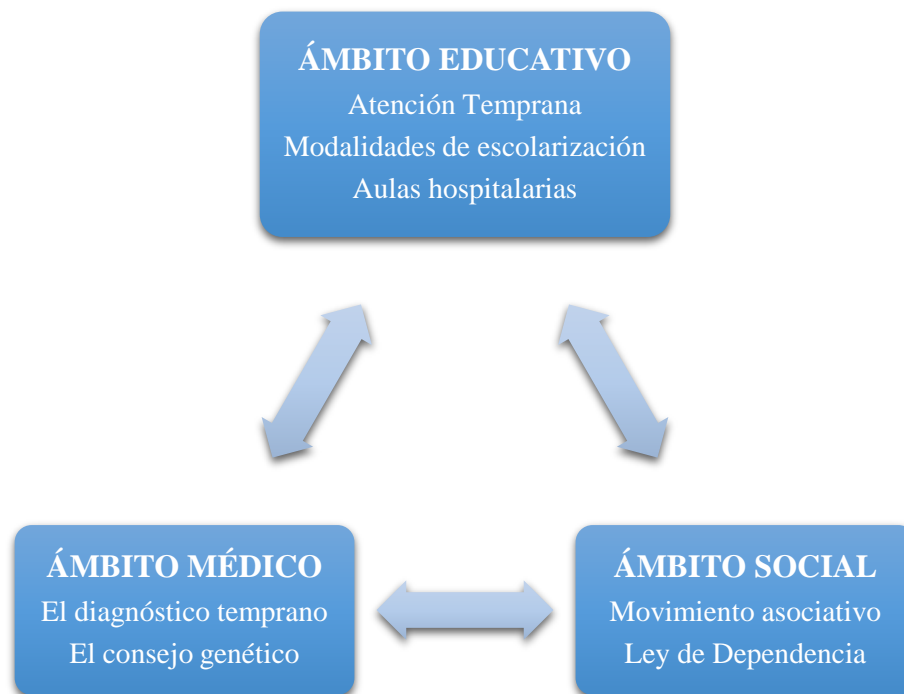 ÁMBITO EDUCATIVO
Atención Temprana
Modalidades de escolarización
Aulas hospitalarias
ÁMBITO MÉDICO
El diagnóstico temprano
El consejo genético
ÁMBITO SOCIAL
Movimiento asociativo
Ley de Dependencia